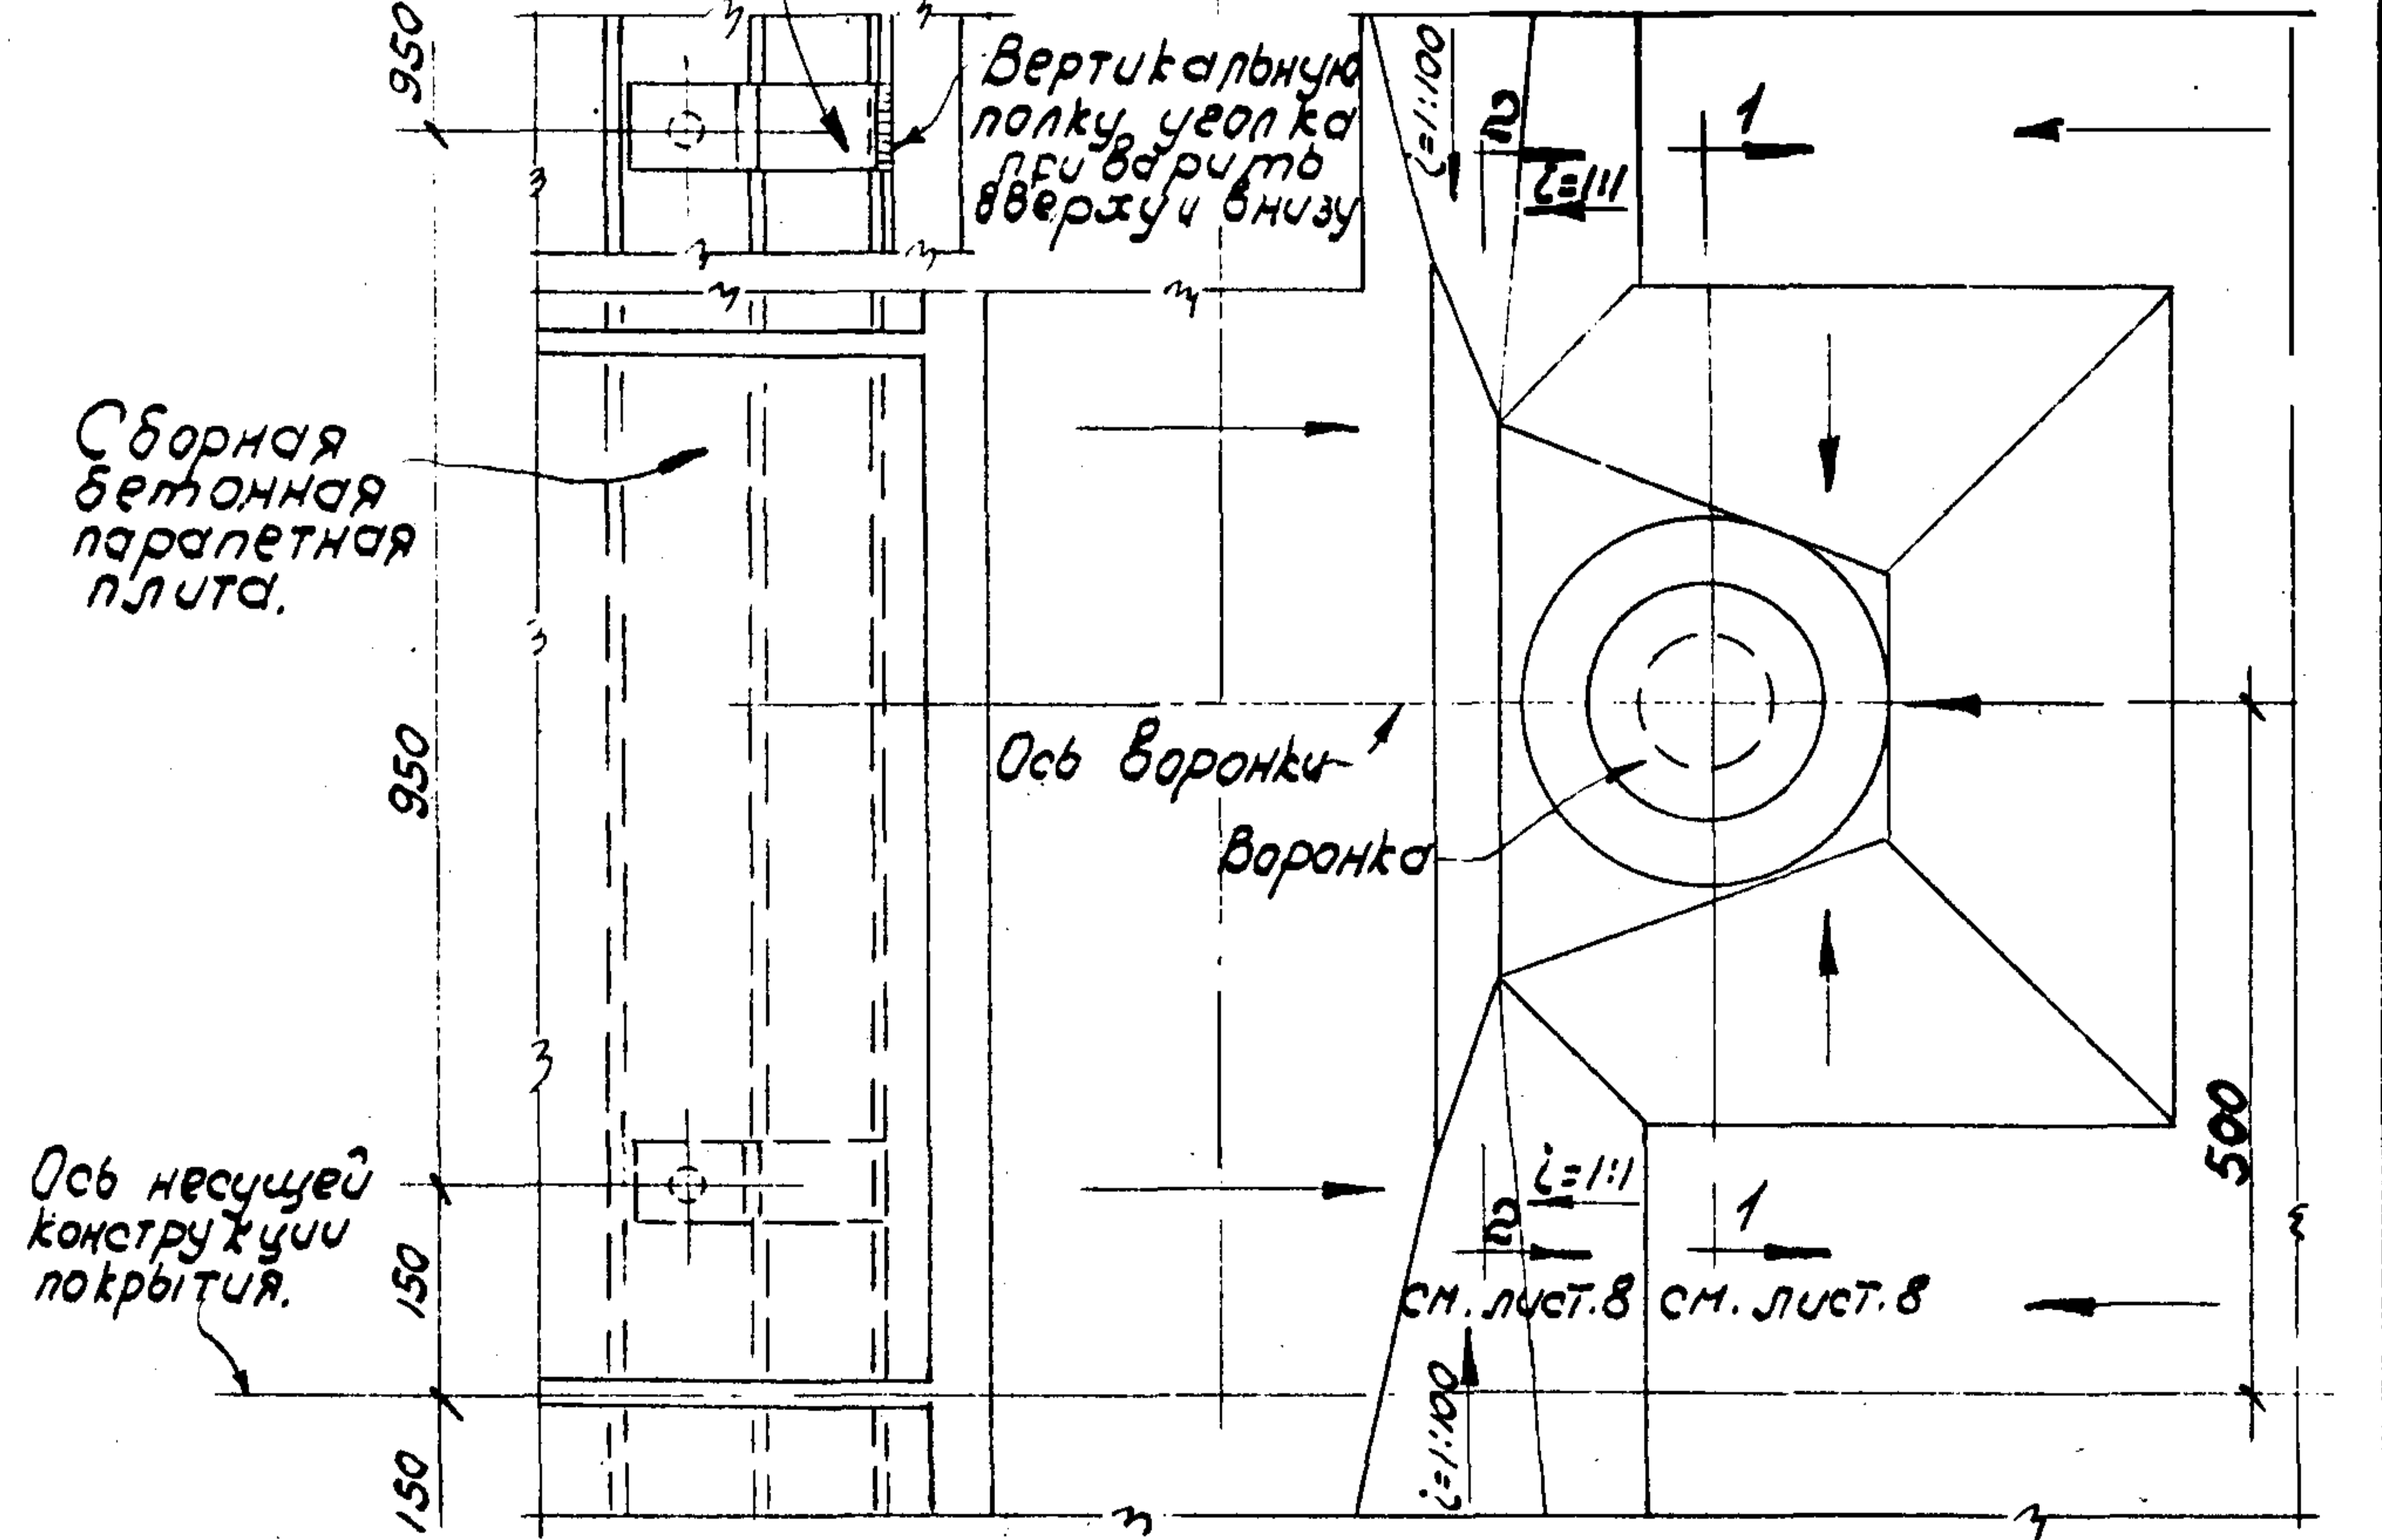 950
Вертикальную
полку уголка
приварить
вверху и внизу
i=1:100
2
i=1:1
1
Сборная
бетонная
парапетная
плита.
950
Ось воронки
Воронка
500
Ось несущей
конструкции
покрытия.
150
i=1:1
2
1
см. лист.8 см. лист.8
i=1:100
150